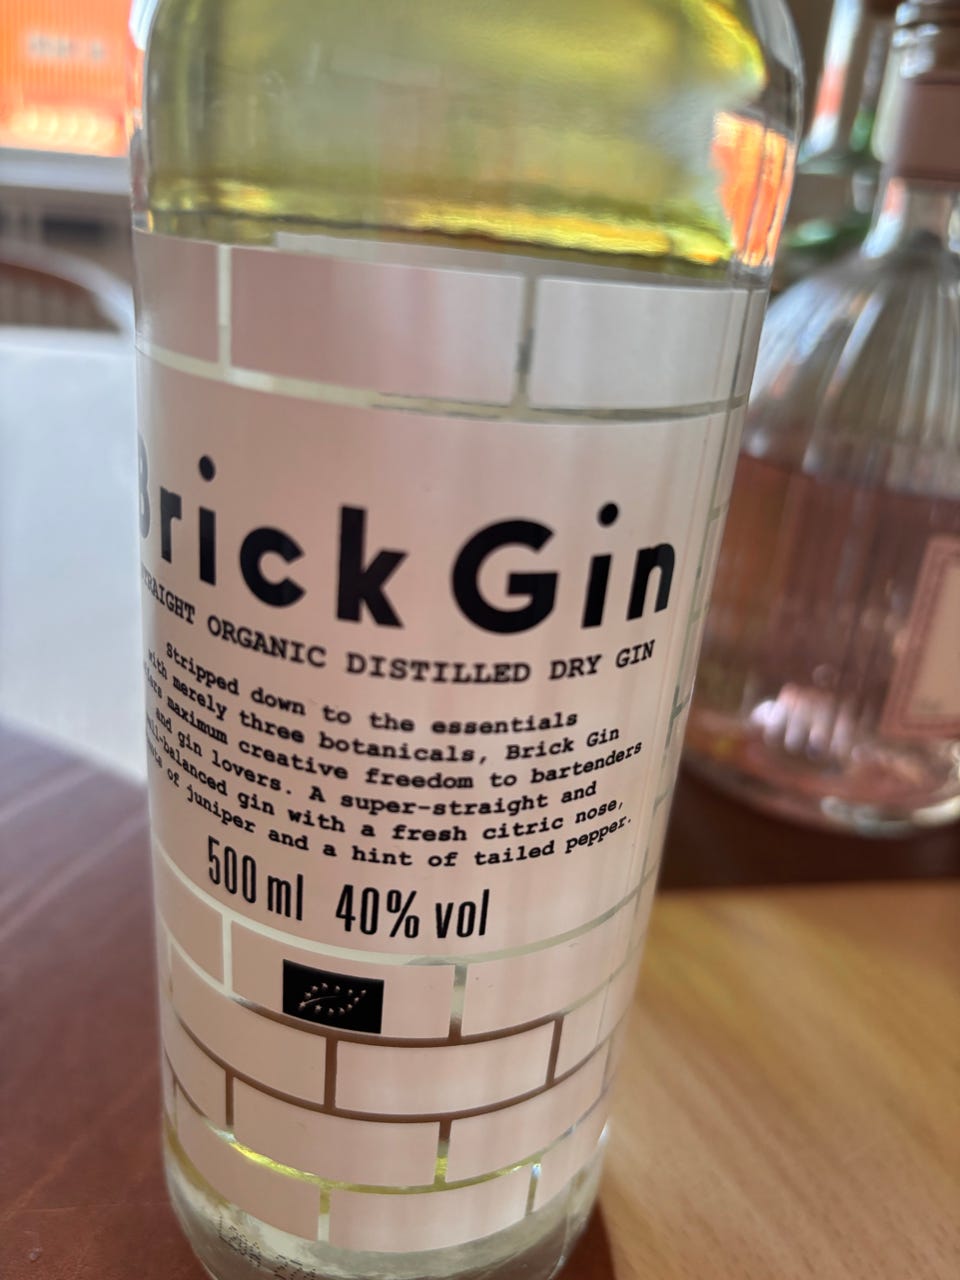 Brick Gin
STRAIGHT ORGANIC DISTILLED DRY GIN
Stripped down to the essentials
with merely three botanicals, Brick Gin
maximum creative freedom to bartenders
and gin lovers. A super-straight and
gin with a fresh citric nose,
of juniper and a hint of tailed pepper.
500 ml 40% vol